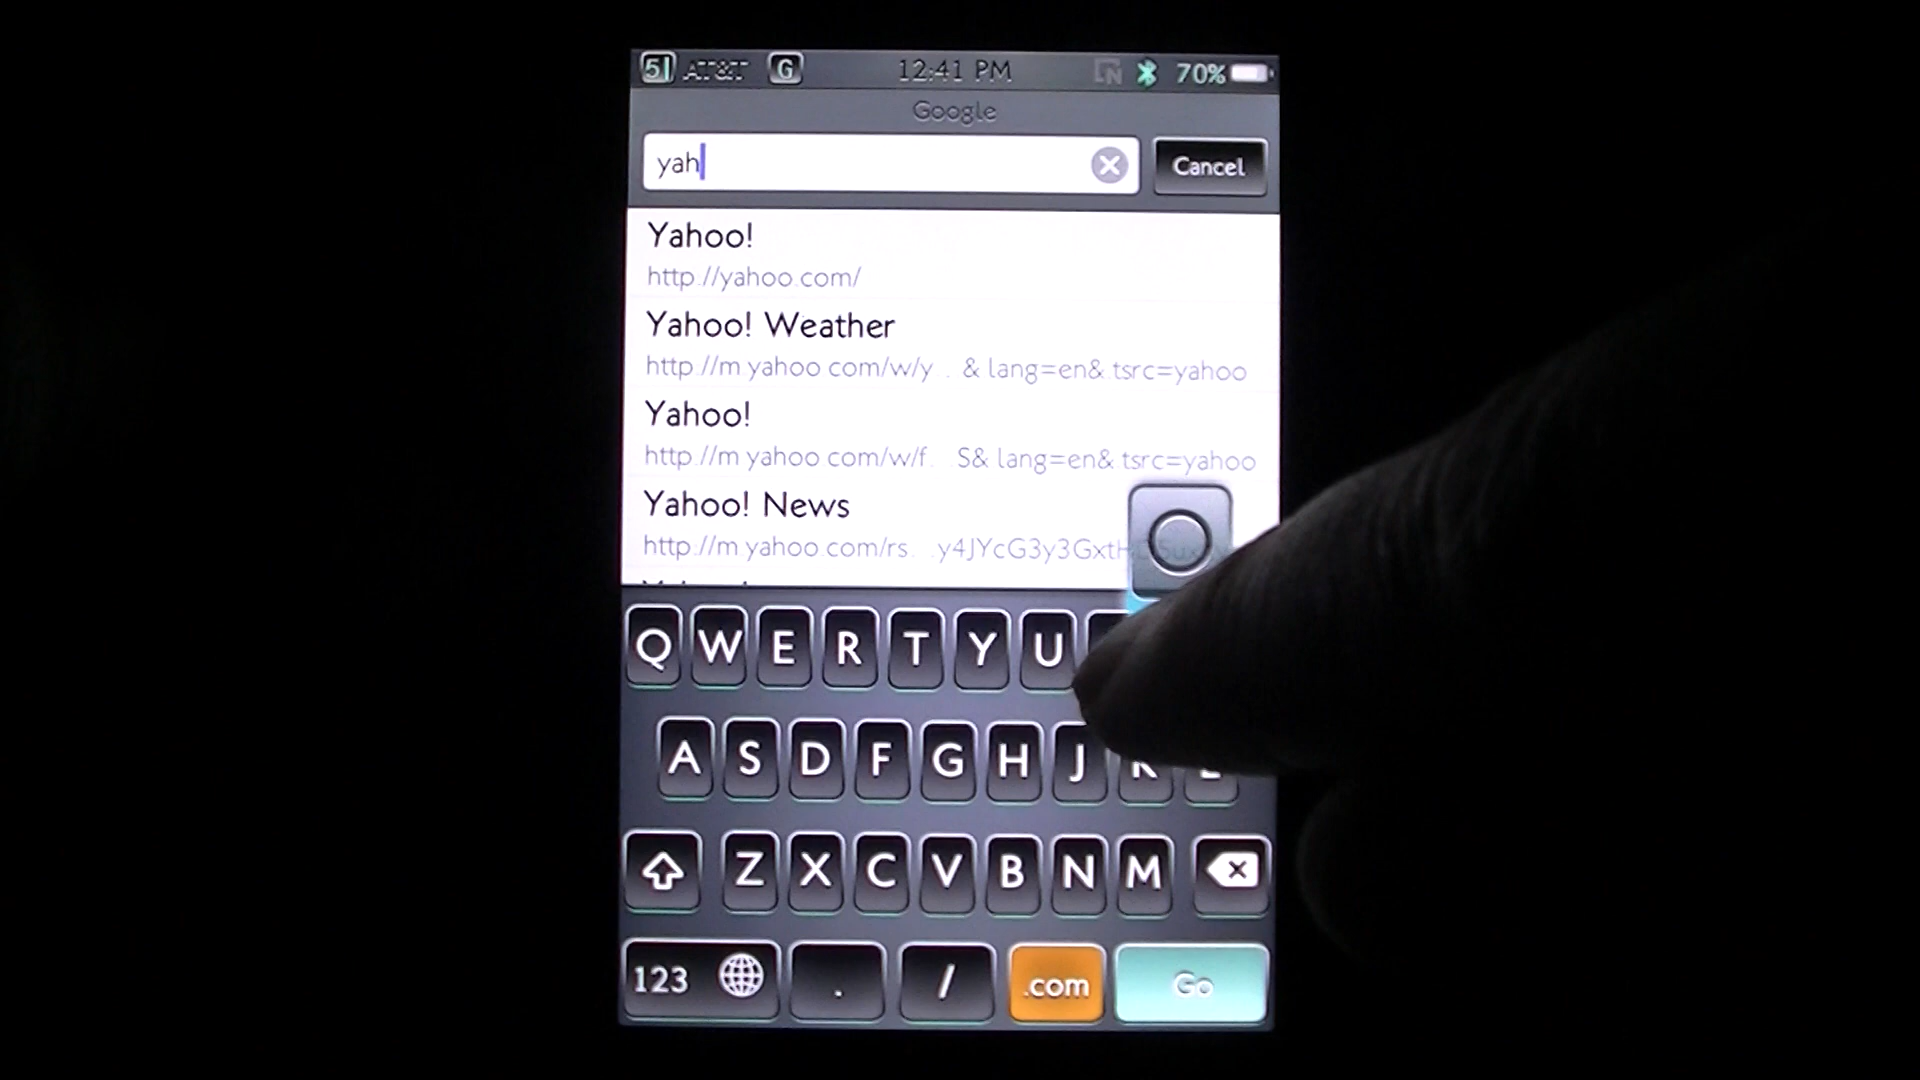 51 AT&T G 12:41 PM N 70%
Google
yah Cancel
Yahoo!
http://yahoo.com/
Yahoo! Weather
http://m.yahoo.com/w/y... &.lang=en&.tsrc=yahoo
Yahoo!
http://m.yahoo.com/w/f... S&.lang=en&.tsrc=yahoo
Yahoo! News
http://m.yahoo.com/rs... y4JYcG3y3GxtH
O
Q W E R T Y U
A S D F G H J K L
Z X C V B N M
123 . / .com Go